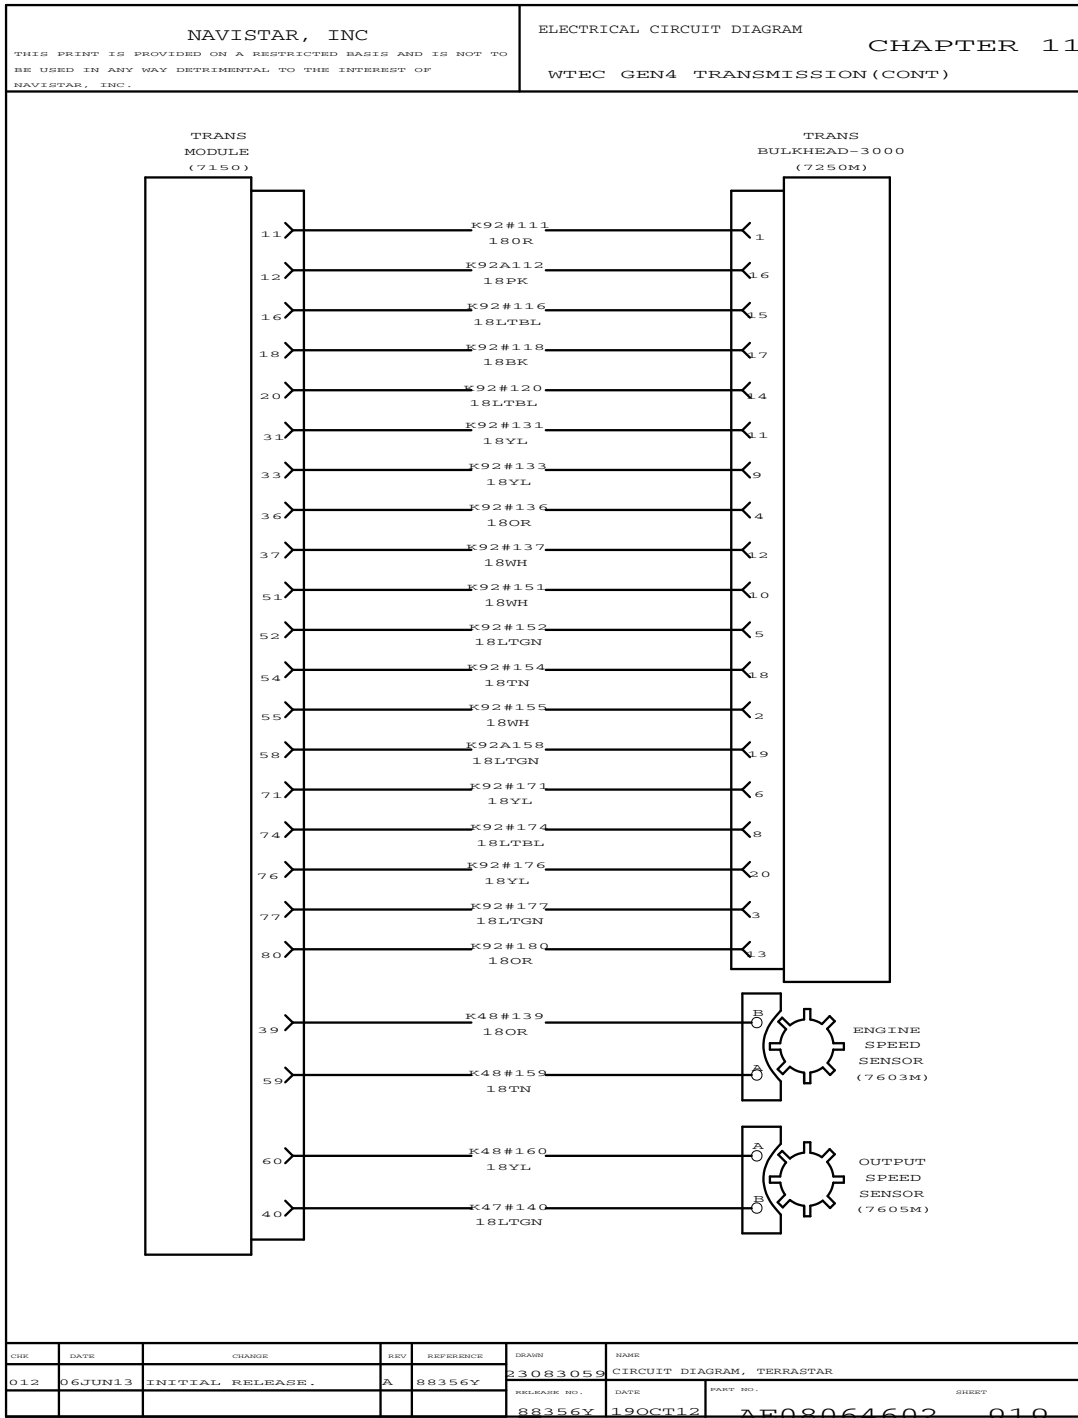 NAVISTAR, INC
THIS PRINT IS PROVIDED ON A RESTRICTED BASIS AND IS NOT TO
BE USED IN ANY WAY DETRIMENTAL TO THE INTEREST OF
NAVISTAR, INC.
ELECTRICAL CIRCUIT DIAGRAM
CHAPTER 11
WTEC GEN4 TRANSMISSION(CONT)
TRANS
MODULE
(7150)
TRANS
BULKHEAD-3000
(7250M)
11 K92#111 1
18OR
12 K92A112 16
18PK
16 K92#116 15
18LTBL
18 K92#118 17
18BK
20 K92#120 14
18LTBL
31 K92#131 11
18YL
33 K92#133 9
18YL
36 K92#136 4
18OR
37 K92#137 12
18WH
51 K92#151 10
18WH
52 K92#152 5
18LTGN
54 K92#154 18
18TN
55 K92#155 2
18WH
58 K92A158 19
18LTGN
71 K92#171 6
18YL
74 K92#174 8
18LTBL
76 K92#176 20
18YL
77 K92#177 3
18LTGN
80 K92#180 13
18OR
39 K48#139 B
18OR
59 K48#159 A
18TN
ENGINE
SPEED
SENSOR
(7603M)
60 K48#160 A
18YL
40 K47#140 B
18LTGN
OUTPUT
SPEED
SENSOR
(7605M)
CHK DATE CHANGE REV REFERENCE DRAWN NAME
012 06JUN13 INITIAL RELEASE. A 88356Y 23083059 CIRCUIT DIAGRAM, TERRASTAR
RELEASE NO. DATE PART NO. SHEET
88356Y 19OCT12